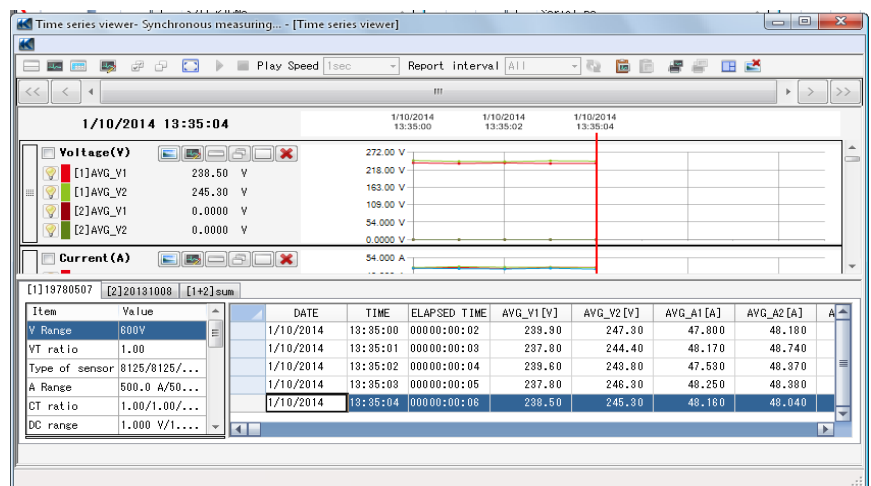 Time series viewer- Synchronous measuring... - [Time series viewer]
Play Speed 1sec Report interval All
<< < > >>
1/10/2014 13:35:04
1/10/2014 1/10/2014 1/10/2014
13:35:00 13:35:02 13:35:04
Voltage(V)
[1]AVG_V1 238.50 V
[1]AVG_V2 245.30 V
[2]AVG_V1 0.0000 V
[2]AVG_V2 0.0000 V
272.00 V
218.00 V
163.00 V
109.00 V
54.000 V
0.0000 V
Current(A)
54.000 A
[1]19780507 [2]20131008 [1+2]sum
Item Value
V Range 600V
VT ratio 1.00
Type of sensor 8125/8125/...
A Range 500.0 A/50...
CT ratio 1.00/1.00/...
DC range 1.000 V/1....
DATE TIME ELAPSED TIME AVG_V1[V] AVG_V2[V] AVG_A1[A] AVG_A2[A] A
1/10/2014 13:35:00 00000:00:02 239.90 247.30 47.800 48.180
1/10/2014 13:35:01 00000:00:03 237.80 244.40 48.170 48.740
1/10/2014 13:35:02 00000:00:04 239.60 243.80 47.530 48.370
1/10/2014 13:35:03 00000:00:05 237.80 246.30 48.250 48.380
1/10/2014 13:35:04 00000:00:06 238.50 245.30 48.160 48.040